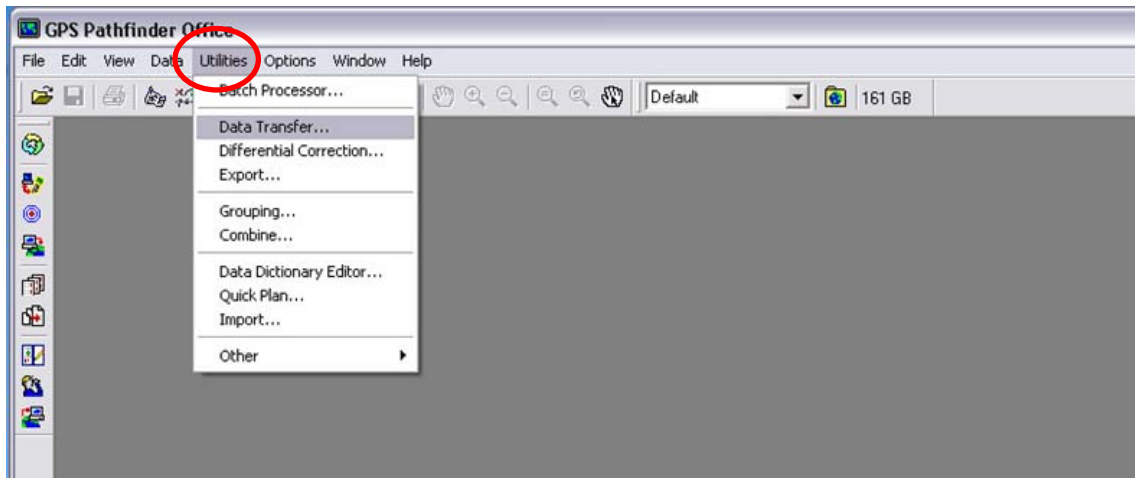 GPS Pathfinder Office
File Edit View Data Utilities Options Window Help
Default 161 GB
Batch Processor...
Data Transfer...
Differential Correction...
Export...
Grouping...
Combine...
Data Dictionary Editor...
Quick Plan...
Import...
Other